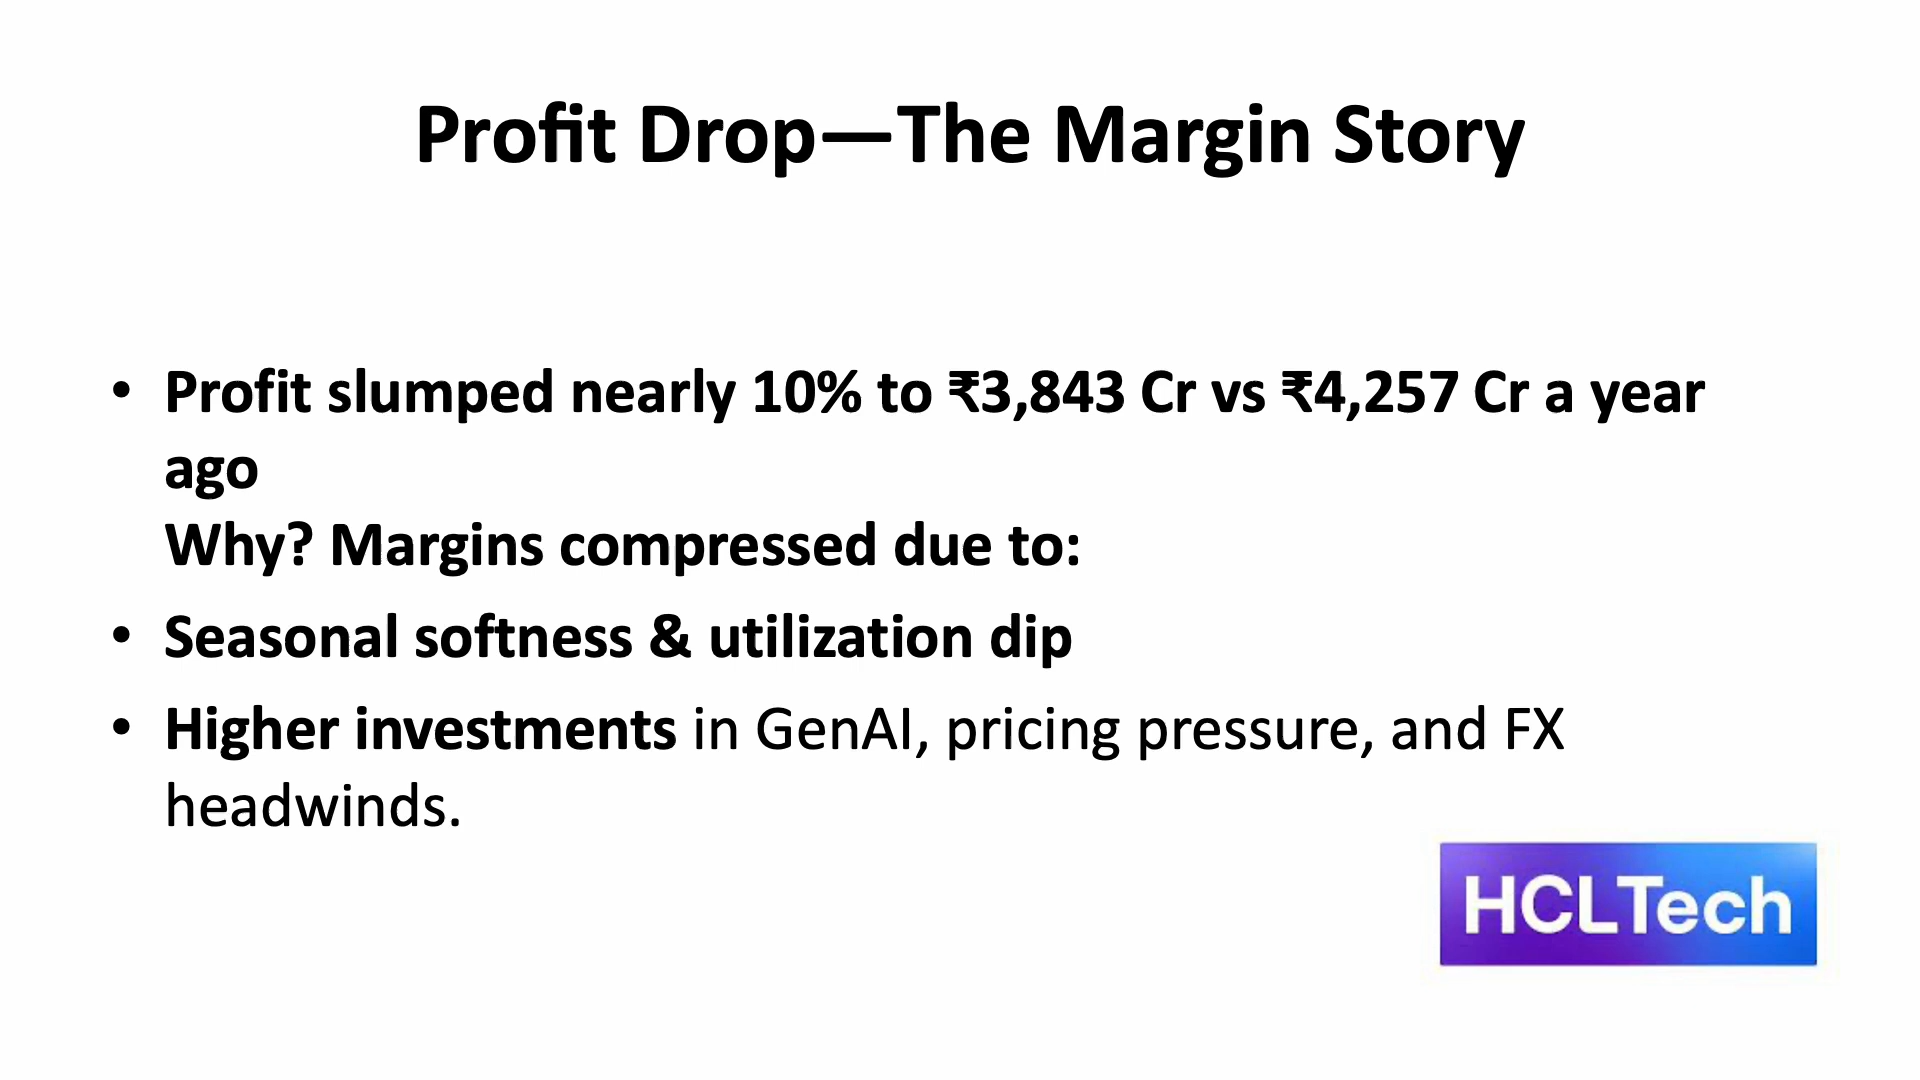 Profit Drop—The Margin Story
• Profit slumped nearly 10% to ₹3,843 Cr vs ₹4,257 Cr a year
ago
Why? Margins compressed due to:
• Seasonal softness & utilization dip
• Higher investments in GenAI, pricing pressure, and FX
headwinds.
HCLTech